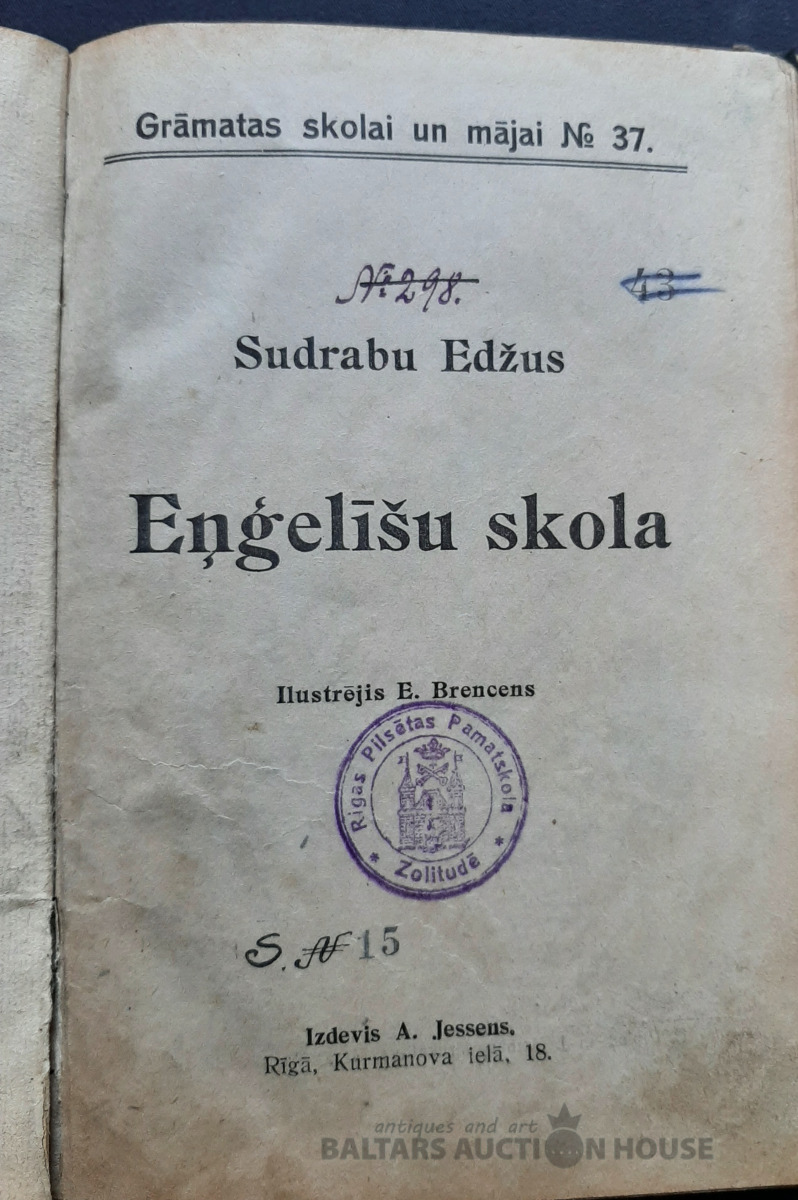 Grāmatas skolai un mājai № 37.
№ 298.
43
Sudrabu Edžus
Eņģelīšu skola
Ilustrējis E. Brencens
Rīgas Pilsētas Pamatskola
* Zolitudē *
S. № 15
Izdevis A. Jessens.
Rīgā, Kurmanova ielā, 18.
antiques and art
BALTARS AUCTION HOUSE